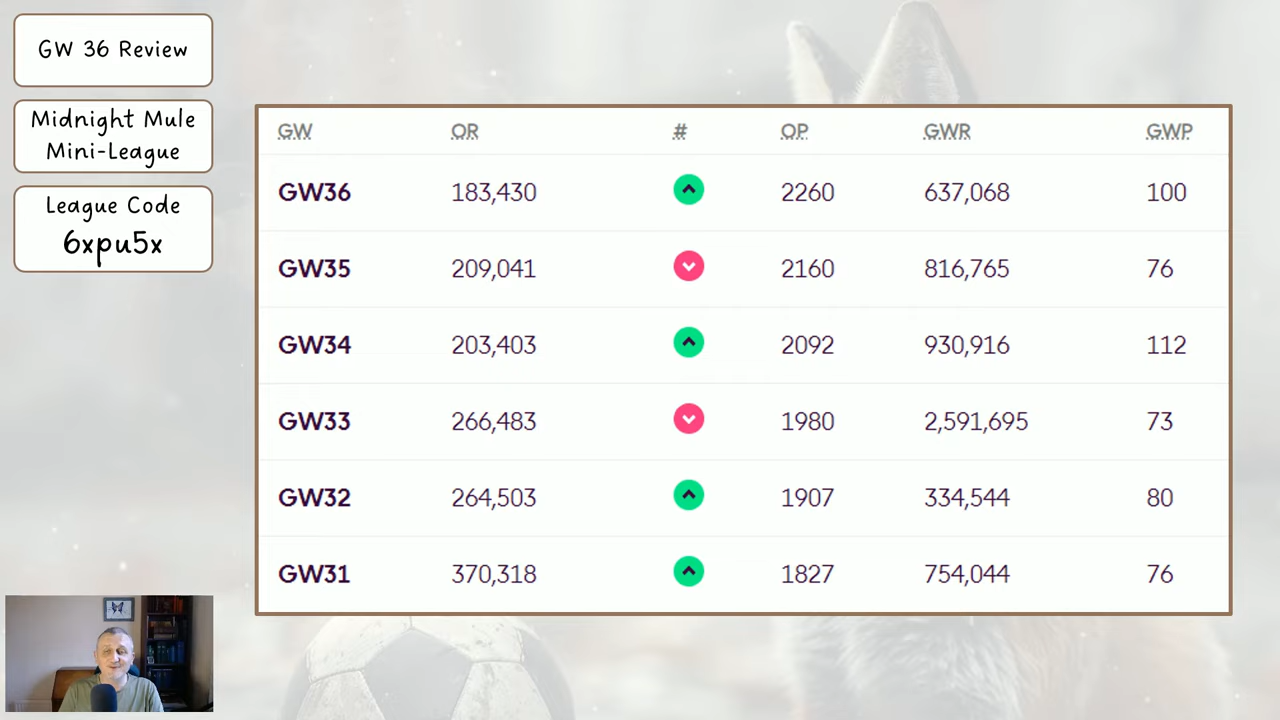 GW 36 Review
Midnight Mule
Mini-League
League Code
6xpu5x
GW OR # OP GWR GWP
GW36 183,430 2260 637,068 100
GW35 209,041 2160 816,765 76
GW34 203,403 2092 930,916 112
GW33 266,483 1980 2,591,695 73
GW32 264,503 1907 334,544 80
GW31 370,318 1827 754,044 76